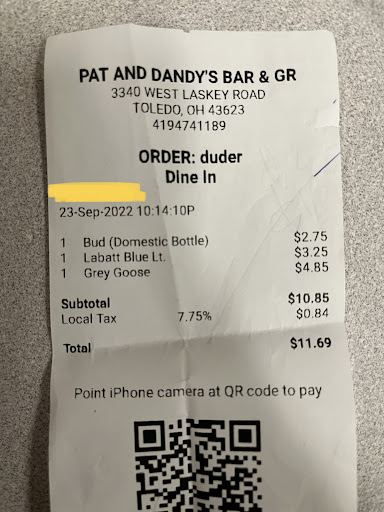 PAT AND DANDY'S BAR & GR
3340 WEST LASKEY ROAD
TOLEDO, OH 43623
4194741189
ORDER: duder
Dine In
23-Sep-2022 10:14:10P
1 Bud (Domestic Bottle) $2.75
1 Labatt Blue Lt. $3.25
1 Grey Goose $4.85
Subtotal $10.85
Local Tax 7.75% $0.84
Total $11.69
Point iPhone camera at QR code to pay